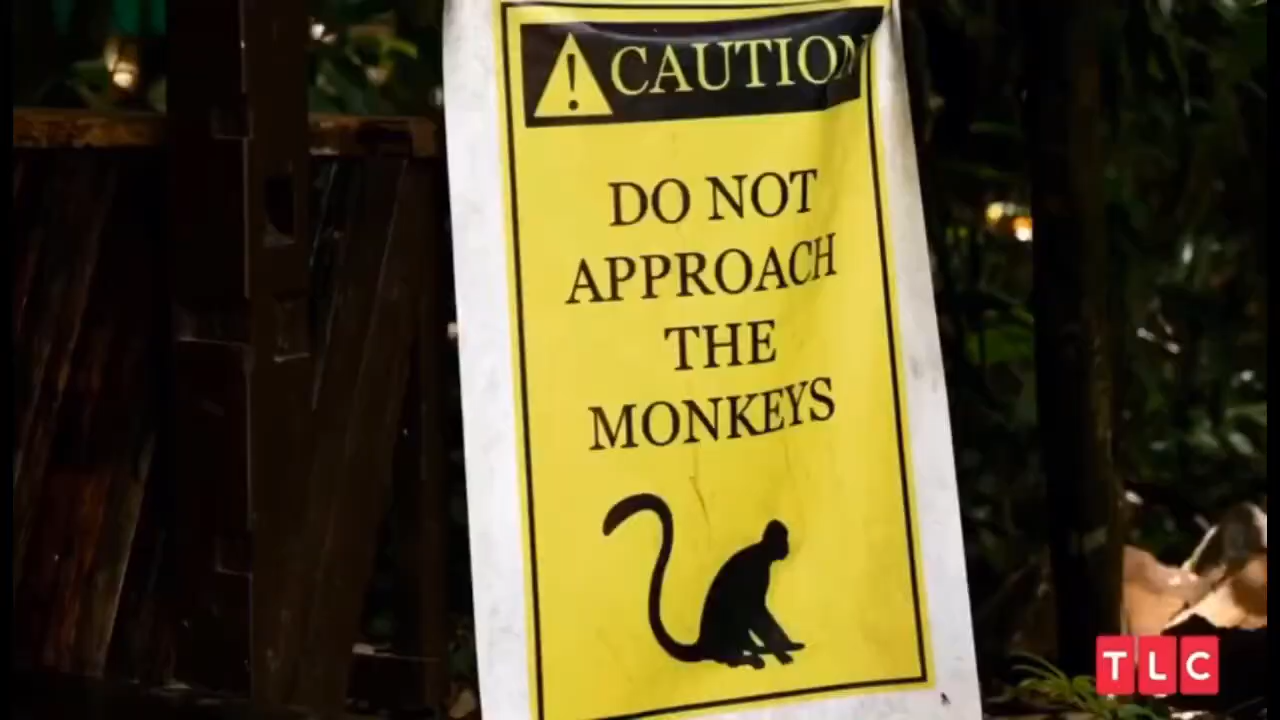 CAUTION
DO NOT
APPROACH
THE
MONKEYS
TLC